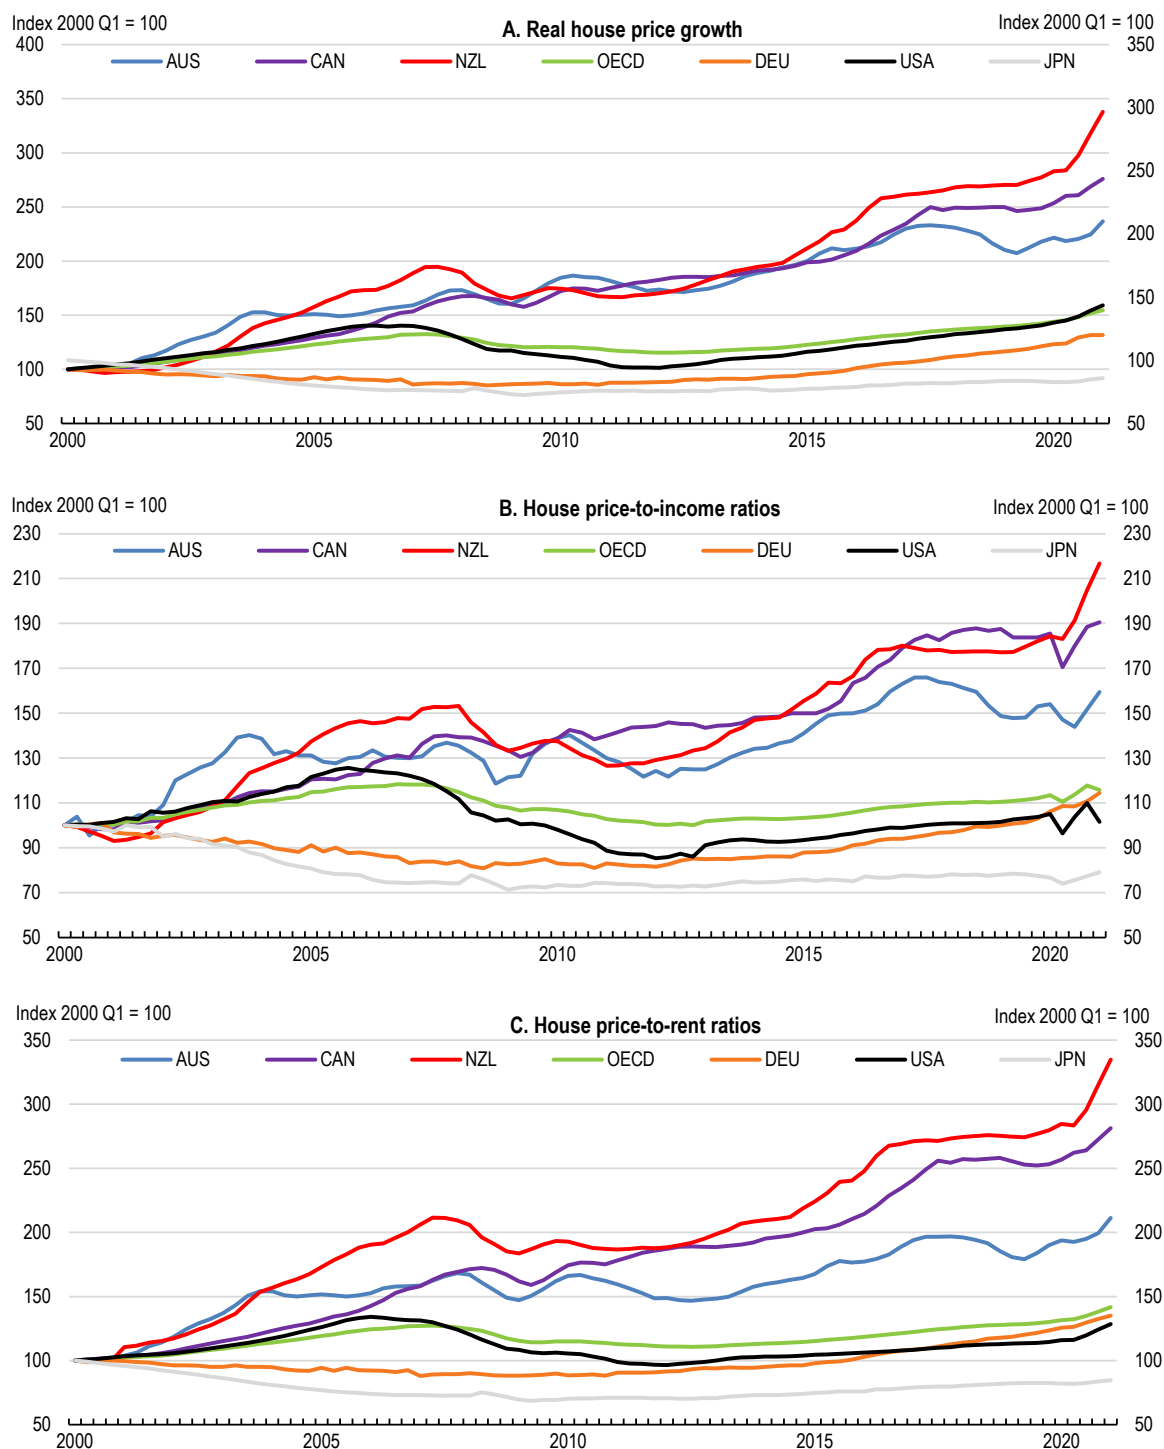 Index 2000 Q1 = 100 A. Real house price growth Index 2000 Q1 = 100
400 350
AUS CAN NZL OECD DEU USA JPN
350 300
300 250
250
200 200
150 150
100 100
50 50
2000 2005 2010 2015 2020
Index 2000 Q1 = 100 B. House price-to-income ratios Index 2000 Q1 = 100
230 230
AUS CAN NZL OECD DEU USA JPN
210 210
190 190
170 170
150 150
130 130
110 110
90 90
70 70
50 50
2000 2005 2010 2015 2020
Index 2000 Q1 = 100 C. House price-to-rent ratios Index 2000 Q1 = 100
350 350
AUS CAN NZL OECD DEU USA JPN
300 300
250 250
200 200
150 150
100 100
50 50
2000 2005 2010 2015 2020